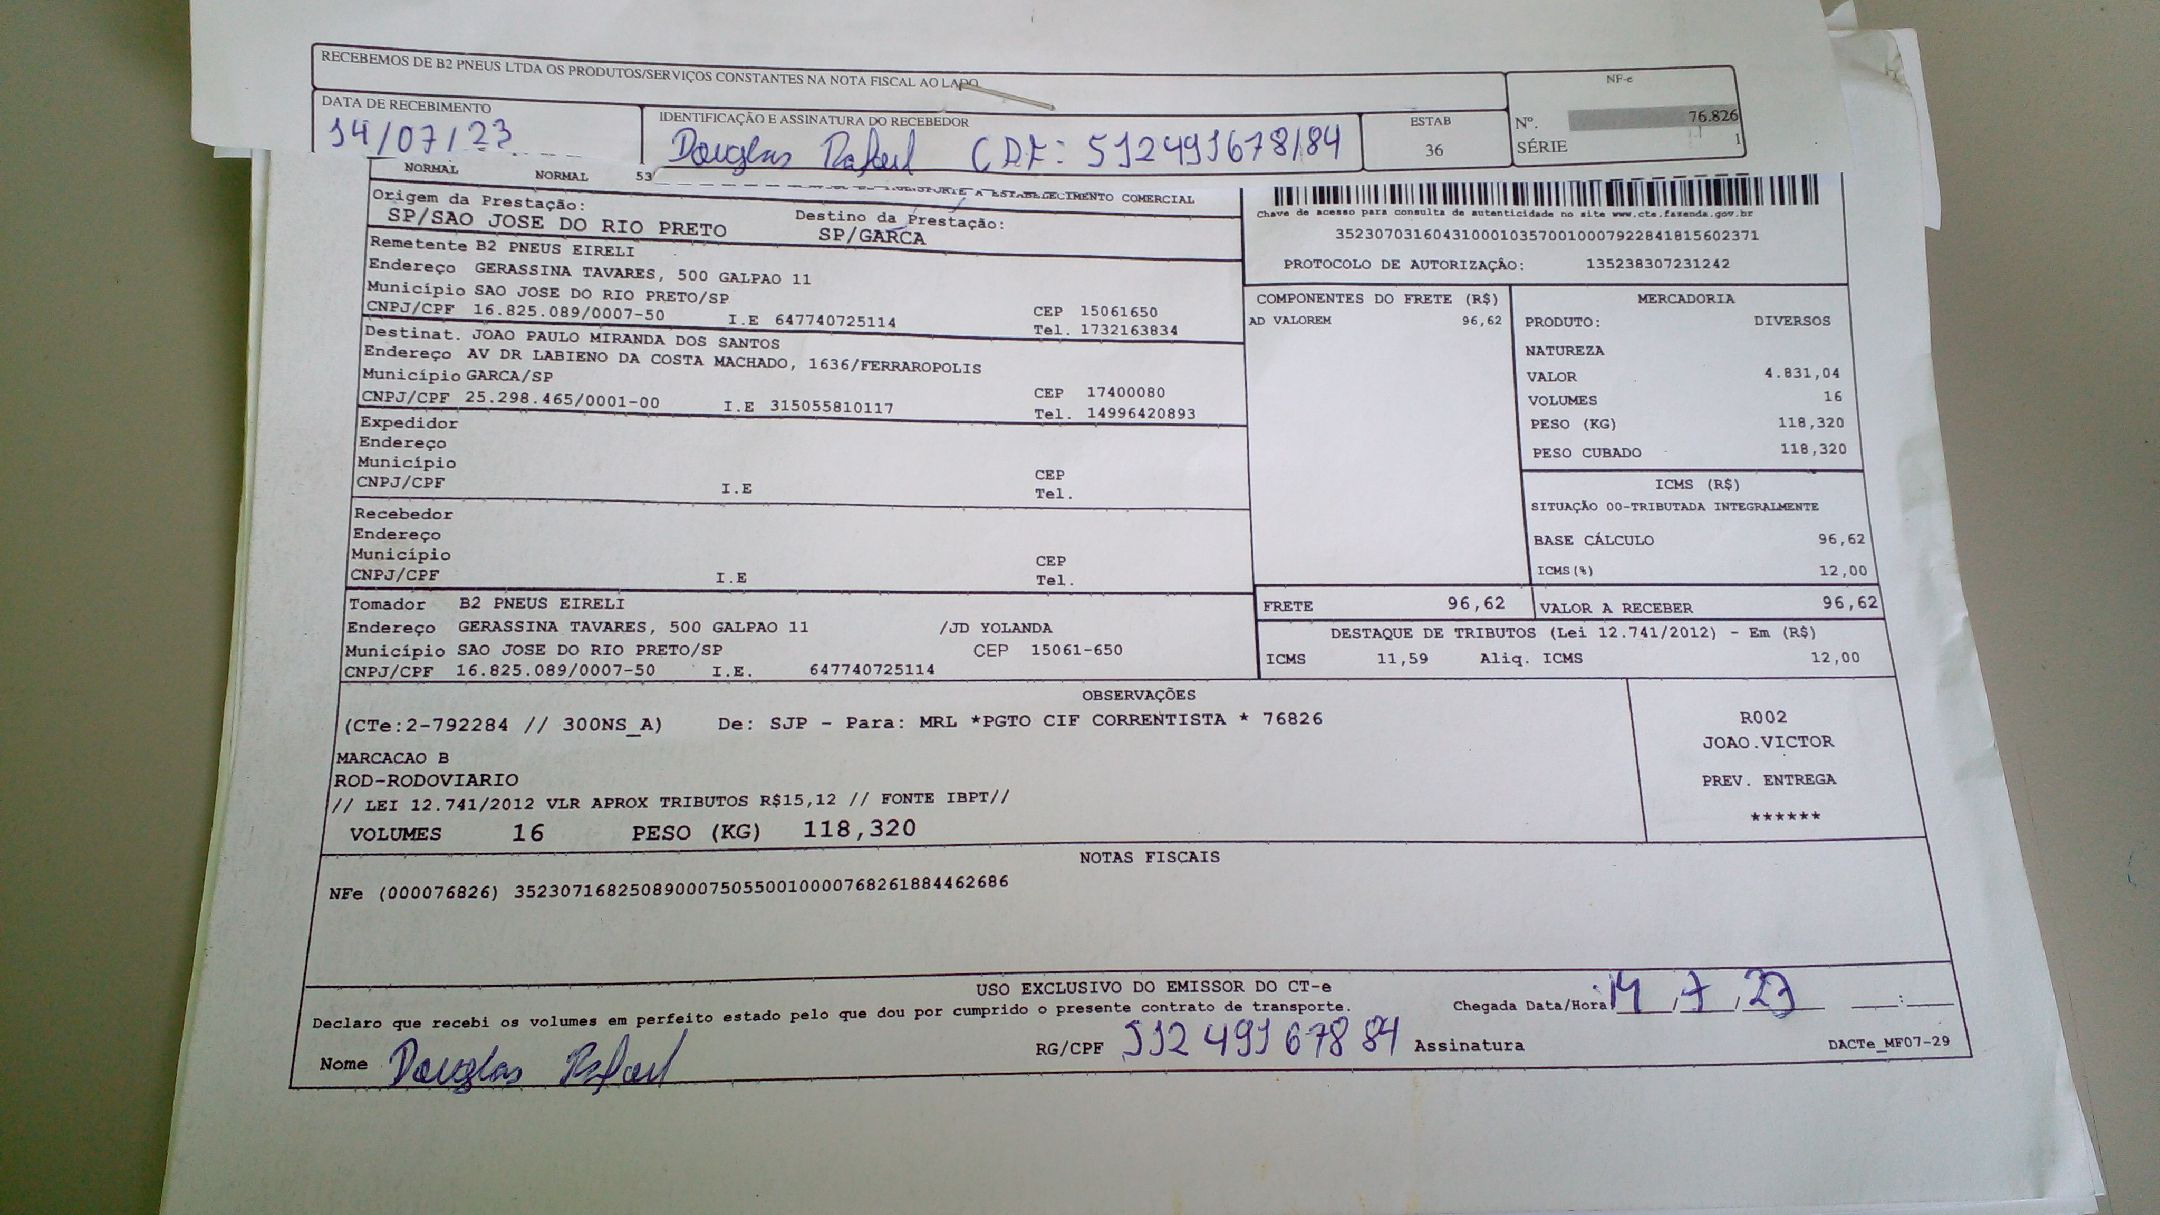 RECEBEMOS DE B2 PNEUS LTDA OS PRODUTOS/SERVIÇOS CONSTANTES NA NOTA FISCAL AO LADO
NF-e
Nº. 76.826
SÉRIE 1
DATA DE RECEBIMENTO
14/07/23
IDENTIFICAÇÃO E ASSINATURA DO RECEBEDOR
Douglas Rafael CPF: 512491678/84
ESTAB
36
NORMAL NORMAL 53
A ESTABELECIMENTO COMERCIAL
Origem da Prestação:
SP/SAO JOSE DO RIO PRETO
Destino da Prestação:
SP/GARCA
Chave de acesso para consulta de autenticidade no site www.cte.fazenda.gov.br
35230703160431000103570010007922841815602371
PROTOCOLO DE AUTORIZAÇÃO: 135238307231242
Remetente B2 PNEUS EIRELI
Endereço GERASSINA TAVARES, 500 GALPAO 11
Município SAO JOSE DO RIO PRETO/SP CEP 15061650
CNPJ/CPF 16.825.089/0007-50 I.E 647740725114 Tel. 1732163834
Destinat. JOAO PAULO MIRANDA DOS SANTOS
Endereço AV DR LABIENO DA COSTA MACHADO, 1636/FERRAROPOLIS
Município GARCA/SP CEP 17400080
CNPJ/CPF 25.298.465/0001-00 I.E 315055810117 Tel. 14996420893
Expedidor
Endereço
Município CEP
CNPJ/CPF I.E Tel.
Recebedor
Endereço
Município CEP
CNPJ/CPF I.E Tel.
Tomador B2 PNEUS EIRELI
Endereço GERASSINA TAVARES, 500 GALPAO 11 /JD YOLANDA
Município SAO JOSE DO RIO PRETO/SP CEP 15061-650
CNPJ/CPF 16.825.089/0007-50 I.E. 647740725114
COMPONENTES DO FRETE (R$)
AD VALOREM 96,62
MERCADORIA
PRODUTO: DIVERSOS
NATUREZA
VALOR 4.831,04
VOLUMES 16
PESO (KG) 118,320
PESO CUBADO 118,320
ICMS (R$)
SITUAÇÃO 00-TRIBUTADA INTEGRALMENTE
BASE CÁLCULO 96,62
ICMS(%) 12,00
FRETE 96,62 VALOR A RECEBER 96,62
DESTAQUE DE TRIBUTOS (Lei 12.741/2012) - Em (R$)
ICMS 11,59 Aliq. ICMS 12,00
OBSERVAÇÕES
(CTe:2-792284 // 300NS_A) De: SJP - Para: MRL *PGTO CIF CORRENTISTA * 76826
MARCACAO B
ROD-RODOVIARIO
// LEI 12.741/2012 VLR APROX TRIBUTOS R$15,12 // FONTE IBPT//
VOLUMES 16 PESO (KG) 118,320
R002
JOAO.VICTOR
PREV. ENTREGA
******
NOTAS FISCAIS
NFe (000076826) 35230716825089000750550010000768261884462686
USO EXCLUSIVO DO EMISSOR DO CT-e
Declaro que recebi os volumes em perfeito estado pelo que dou por cumprido o presente contrato de transporte.
Chegada Data/Hora 14 / 7 / 23 __:__
Nome Douglas Rafael RG/CPF 512 491 678 84 Assinatura
DACTe_MF07-29